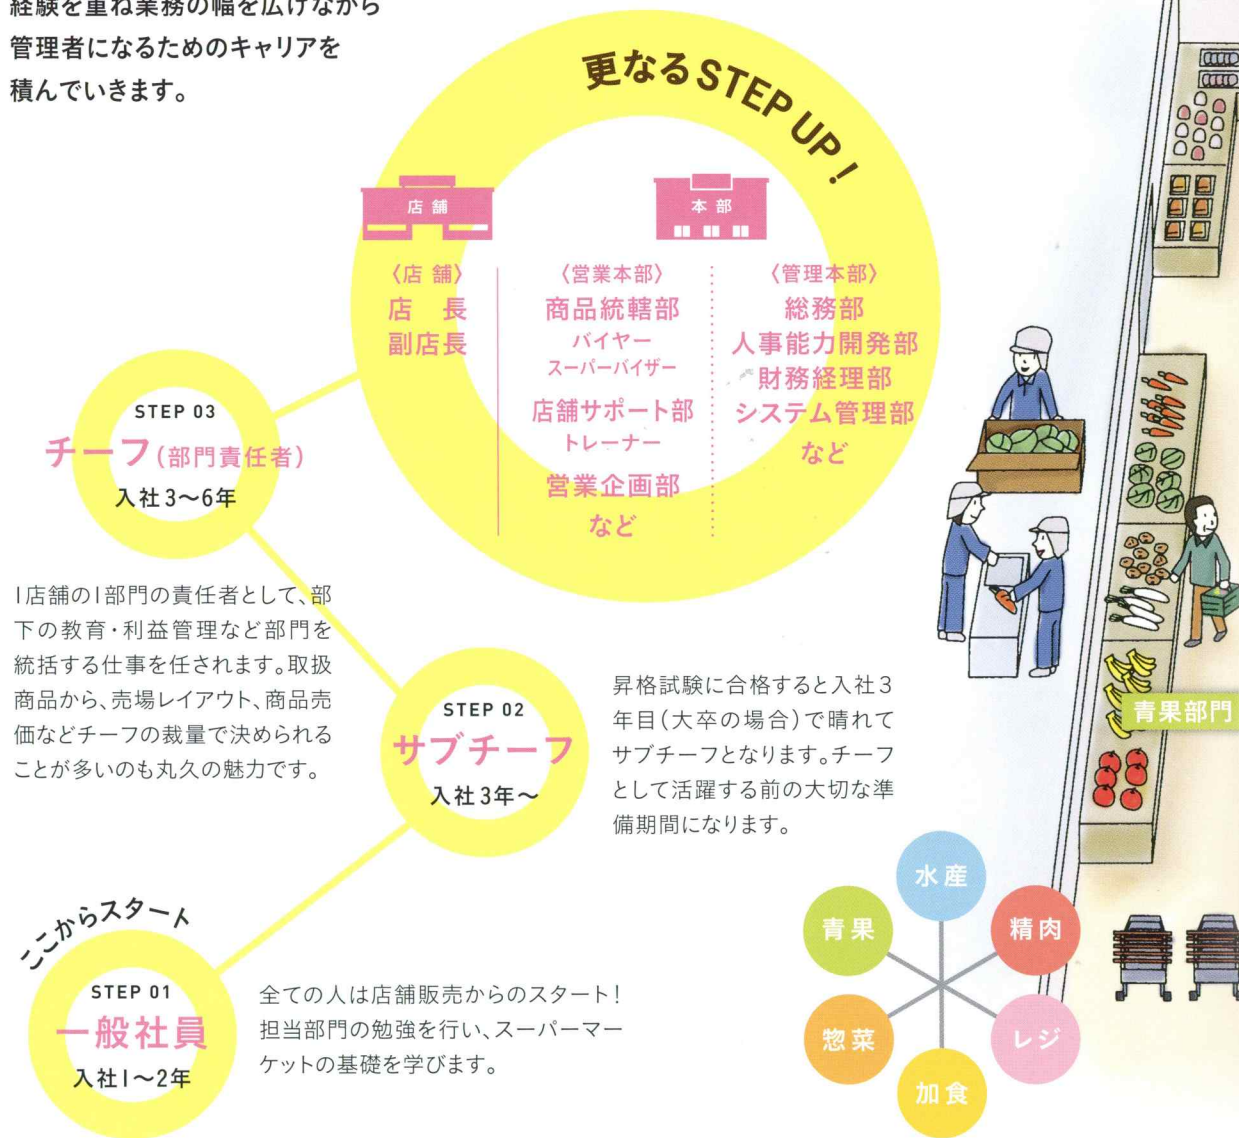 経験を重ね業務の幅を広げながら
管理者になるためのキャリアを
積んでいきます。
更なるSTEP UP！
店舗
本部
〈店 舗〉
店 長
副店長
〈営業本部〉
商品統轄部
バイヤー
スーパーバイザー
店舗サポート部
トレーナー
営業企画部
など
〈管理本部〉
総務部
人事能力開発部
財務経理部
システム管理部
など
STEP 03
チーフ(部門責任者)
入社3〜6年
1店舗の1部門の責任者として、部
下の教育・利益管理など部門を
統括する仕事を任されます。取扱
商品から、売場レイアウト、商品売
価などチーフの裁量で決められる
ことが多いのも丸久の魅力です。
STEP 02
サブチーフ
入社3年〜
昇格試験に合格すると入社3
年目(大卒の場合)で晴れて
サブチーフとなります。チーフ
として活躍する前の大切な準
備期間になります。
ここからスタート
STEP 01
一般社員
入社1〜2年
全ての人は店舗販売からのスタート！
担当部門の勉強を行い、スーパーマー
ケットの基礎を学びます。
青果部門
水産
青果
精肉
惣菜
レジ
加食